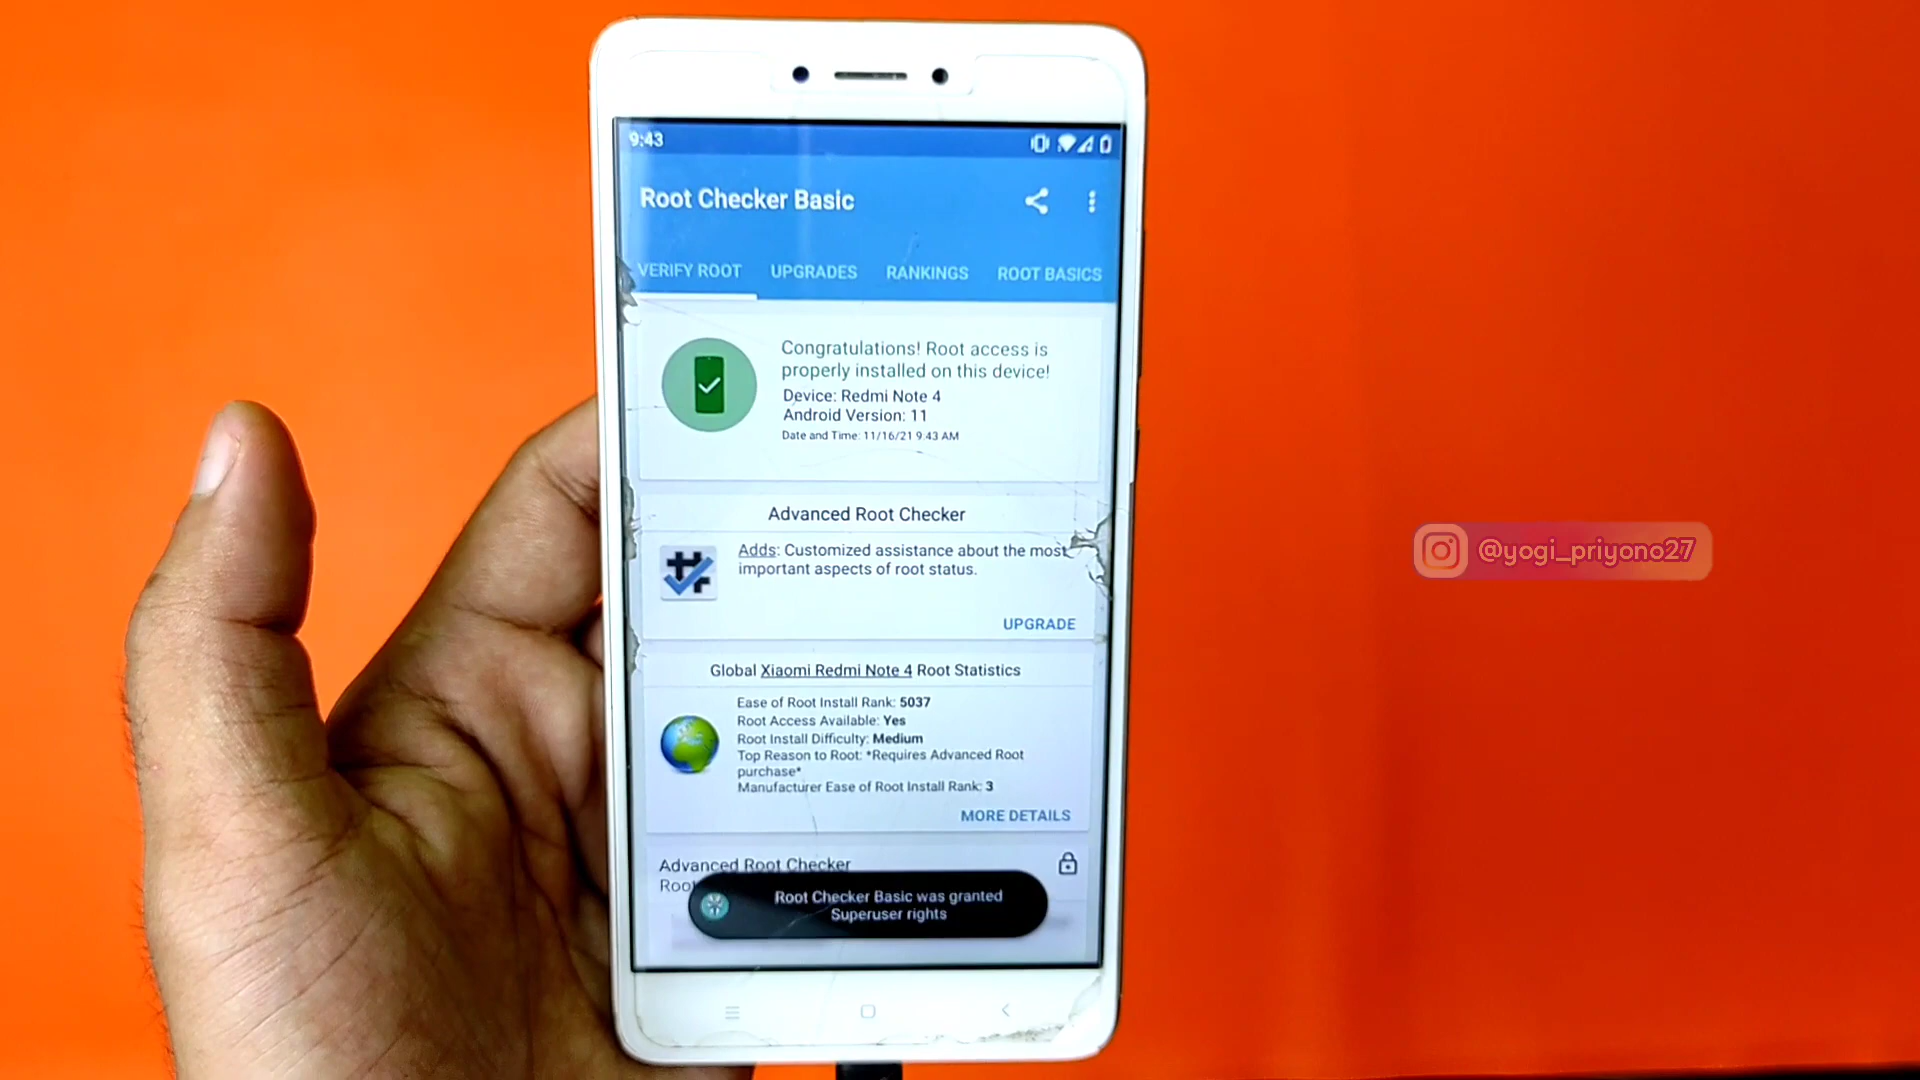 9:43
Root Checker Basic
VERIFY ROOT
UPGRADES
RANKINGS
ROOT BASICS
Congratulations! Root access is
properly installed on this device!
Device: Redmi Note 4
Android Version: 11
Date and Time: 11/16/21 9:43 AM
Advanced Root Checker
Adds: Customized assistance about the most
important aspects of root status.
UPGRADE
Global Xiaomi Redmi Note 4 Root Statistics
Ease of Root Install Rank: 5037
Root Access Available: Yes
Root Install Difficulty: Medium
Top Reason to Root: *Requires Advanced Root
purchase*
Manufacturer Ease of Root Install Rank: 3
MORE DETAILS
Advanced Root Checker
Root
Root Checker Basic was granted
Superuser rights
@yogi_priyono27